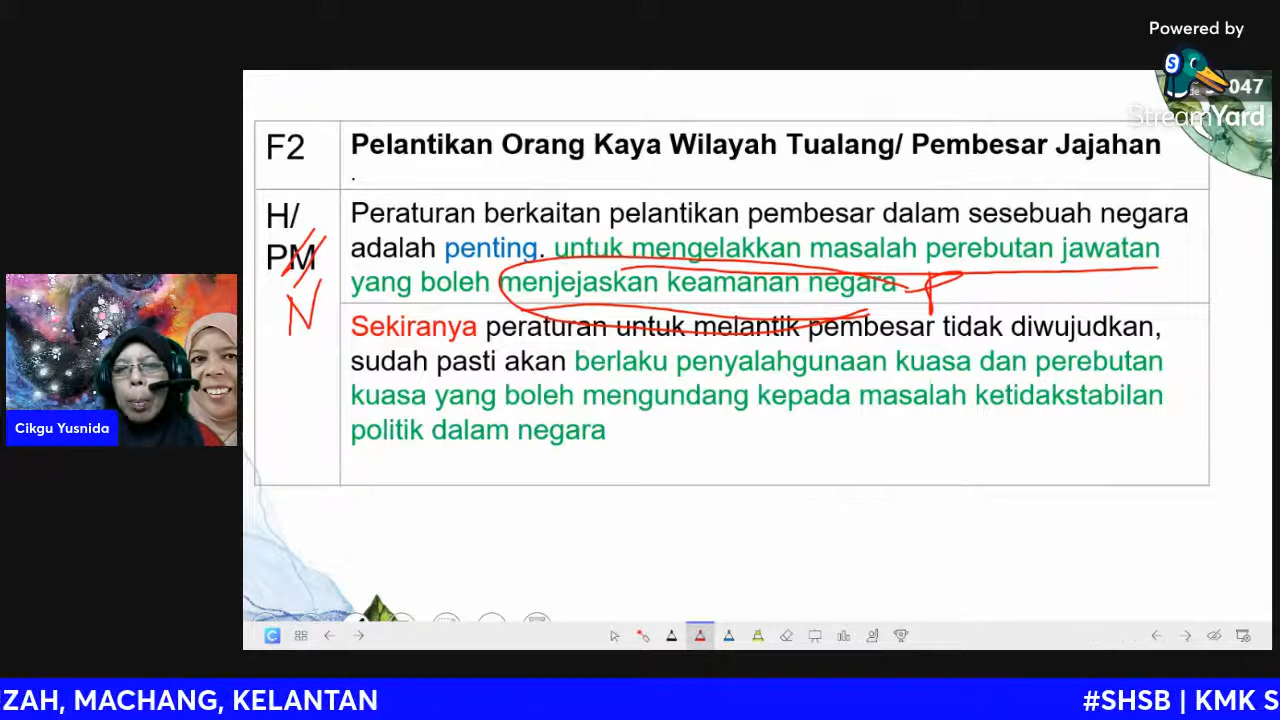 Powered by
047
StreamYard
F2
Pelantikan Orang Kaya Wilayah Tualang/ Pembesar Jajahan
.
H/
PM
N
Peraturan berkaitan pelantikan pembesar dalam sesebuah negara
adalah penting. untuk mengelakkan masalah perebutan jawatan
yang boleh menjejaskan keamanan negara
P
Sekiranya peraturan untuk melantik pembesar tidak diwujudkan,
sudah pasti akan berlaku penyalahgunaan kuasa dan perebutan
kuasa yang boleh mengundang kepada masalah ketidakstabilan
politik dalam negara
Cikgu Yusnida
IZAH, MACHANG, KELANTAN
#SHSB | KMK S